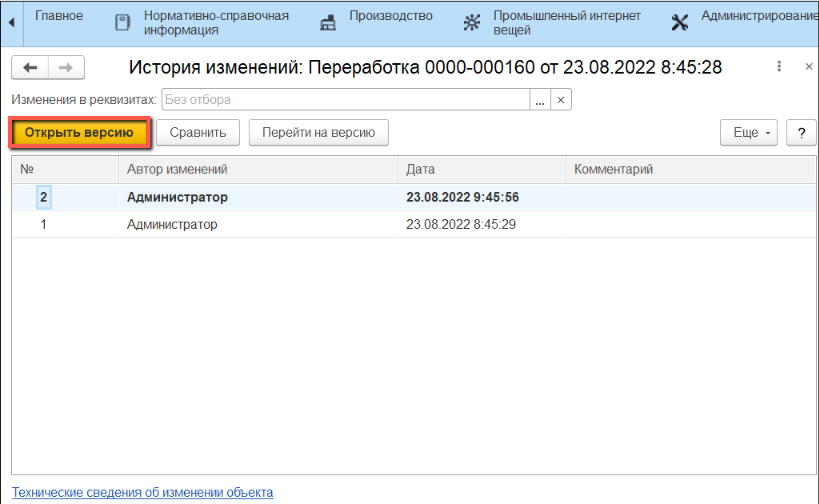 Главное
Нормативно-справочная
информация
Производство
Промышленный интернет
вещей
Администрирование
История изменений: Переработка 0000-000160 от 23.08.2022 8:45:28
Изменения в реквизитах: Без отбора ... ×
Открыть версию Сравнить Перейти на версию Еще ?
№ Автор изменений Дата Комментарий
2 Администратор 23.08.2022 9:45:56
1 Администратор 23.08.2022 8:45:29
Технические сведения об изменении объекта